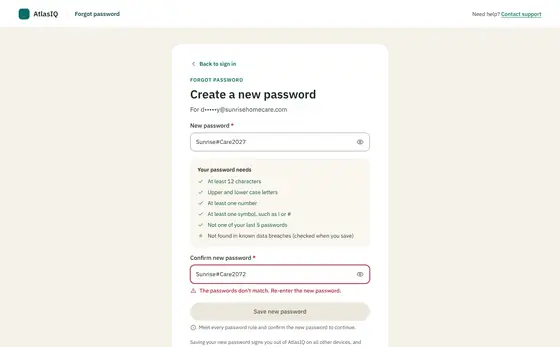 AtlasIQ
Forgot password
Need help? Contact support
Back to sign in
FORGOT PASSWORD
Create a new password
For d•••••y@sunrisehomecare.com
New password *
Sunrise#Care2027
Your password needs
At least 12 characters
Upper and lower case letters
At least one number
At least one symbol, such as ! or #
Not one of your last 5 passwords
Not found in known data breaches (checked when you save)
Confirm new password *
Sunrise#Care2072
The passwords don't match. Re-enter the new password.
Save new password
Meet every password rule and confirm the new password to continue.
Saving your new password signs you out of AtlasIQ on all other devices, and